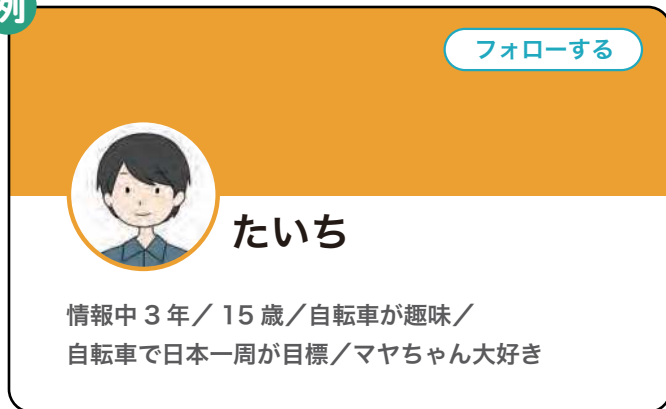 例
フォローする
たいち
情報中 3 年／ 15 歳／自転車が趣味／
自転車で日本一周が目標／マヤちゃん大好き